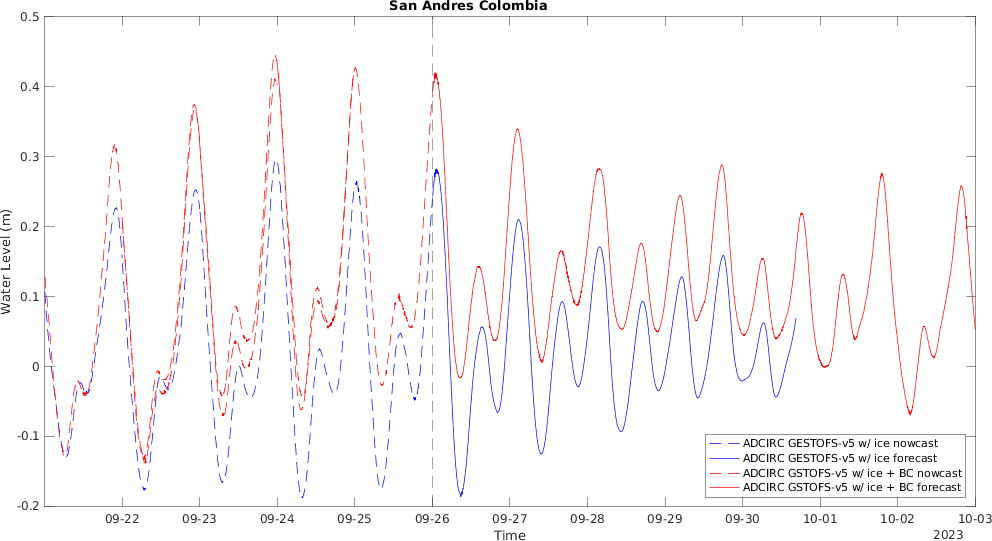 San Andres Colombia
0.5
0.4
0.3
0.2
0.1
0
-0.1
-0.2
Water Level (m)
ADCIRC GESTOFS-v5 w/ ice nowcast
ADCIRC GESTOFS-v5 w/ ice forecast
ADCIRC GSTOFS-v5 w/ ice + BC nowcast
ADCIRC GSTOFS-v5 w/ ice + BC forecast
09-22 09-23 09-24 09-25 09-26 09-27 09-28 09-29 09-30 10-01 10-02 10-03
Time
2023